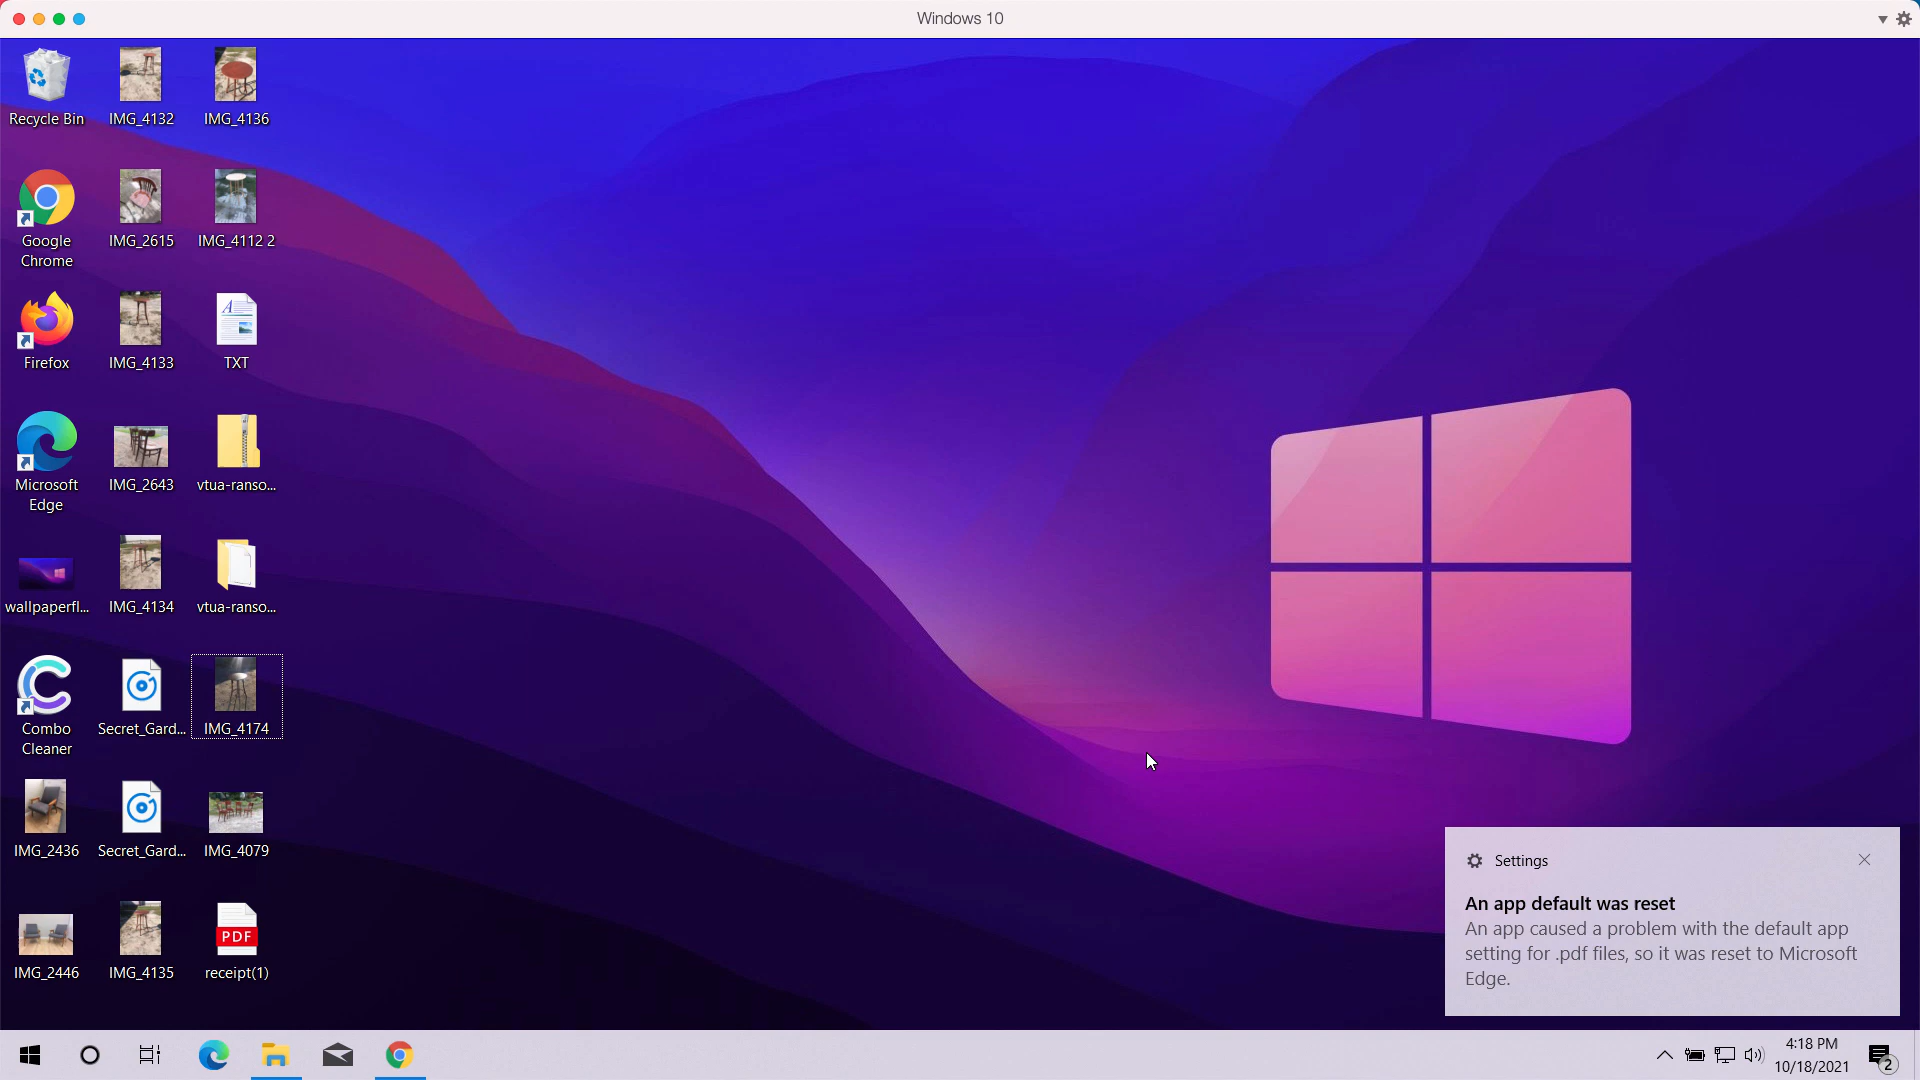 Windows 10
Recycle Bin
IMG_4132
IMG_4136
Google
Chrome
IMG_2615
IMG_4112 2
Firefox
IMG_4133
TXT
Microsoft
Edge
IMG_2643
vtua-ranso...
wallpaperfl...
IMG_4134
vtua-ranso...
Combo
Cleaner
Secret_Gard...
IMG_4174
IMG_2436
Secret_Gard...
IMG_4079
IMG_2446
IMG_4135
PDF
receipt(1)
Settings
An app default was reset
An app caused a problem with the default app
setting for .pdf files, so it was reset to Microsoft
Edge.
4:18 PM
10/18/2021
2